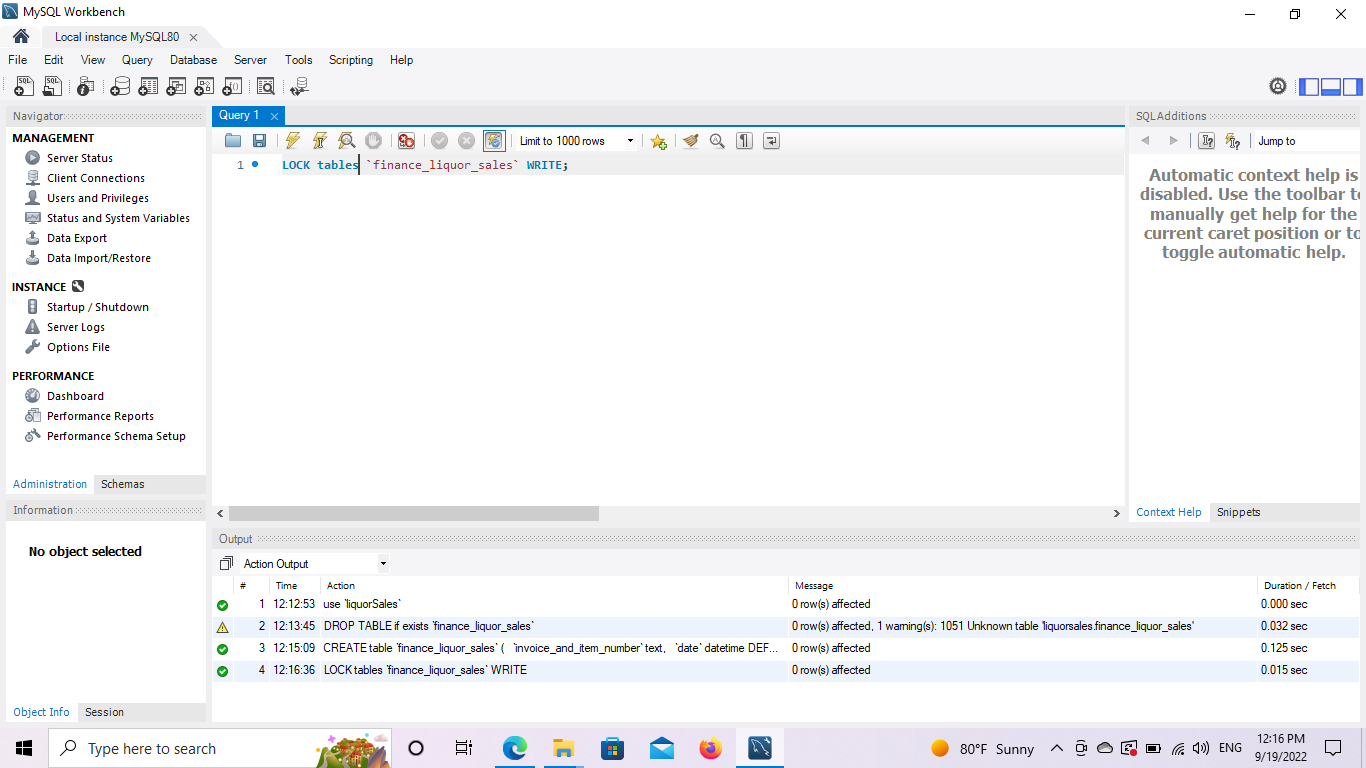 MySQL Workbench
Local instance MySQL80
File Edit View Query Database Server Tools Scripting Help
Navigator
MANAGEMENT
Server Status
Client Connections
Users and Privileges
Status and System Variables
Data Export
Data Import/Restore
INSTANCE
Startup / Shutdown
Server Logs
Options File
PERFORMANCE
Dashboard
Performance Reports
Performance Schema Setup
Administration Schemas
Information
No object selected
Object Info Session
Query 1
Limit to 1000 rows
1 LOCK tables `finance_liquor_sales` WRITE;
SQLAdditions
Jump to
Automatic context help is
disabled. Use the toolbar to
manually get help for the
current caret position or to
toggle automatic help.
Context Help Snippets
Output
Action Output
# Time Action Message Duration / Fetch
1 12:12:53 use `liquorSales` 0 row(s) affected 0.000 sec
2 12:13:45 DROP TABLE if exists `finance_liquor_sales` 0 row(s) affected, 1 warning(s): 1051 Unknown table 'liquorsales.finance_liquor_sales' 0.032 sec
3 12:15:09 CREATE table `finance_liquor_sales` ( `invoice_and_item_number` text, `date` datetime DEF... 0 row(s) affected 0.125 sec
4 12:16:36 LOCK tables `finance_liquor_sales` WRITE 0 row(s) affected 0.015 sec
Type here to search
80°F Sunny
ENG
12:16 PM
9/19/2022